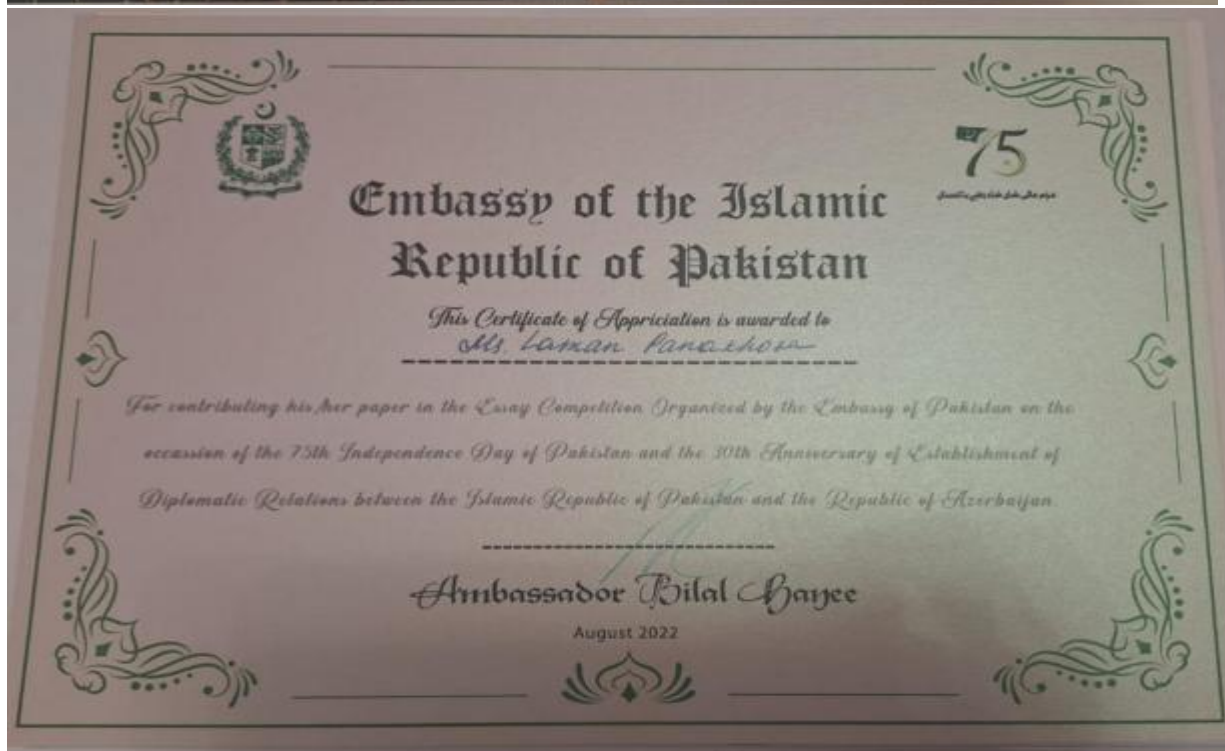 75
Embassy of the Islamic
Republic of Pakistan
This Certificate of Appriciation is awarded to
Ms. Laman Panaxhova
For contributing his/her paper in the Essay Competition Organized by the Embassy of Pakistan on the
occassion of the 75th Independence Day of Pakistan and the 30th Anniversary of Establishment of
Diplomatic Relations between the Islamic Republic of Pakistan and the Republic of Azerbaijan.
Ambassador Bilal Hayee
August 2022